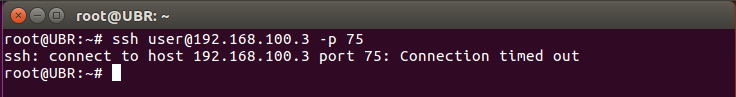 root@UBR: ~
root@UBR:~# ssh user@192.168.100.3 -p 75
ssh: connect to host 192.168.100.3 port 75: Connection timed out
root@UBR:~#